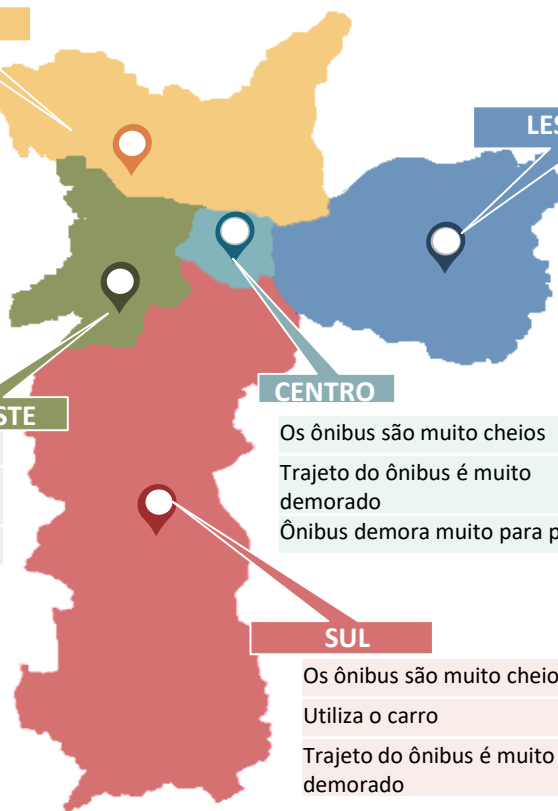 LES
CENTRO
STE
Os ônibus são muito cheios
Trajeto do ônibus é muito
demorado
Ônibus demora muito para p
SUL
Os ônibus são muito cheio
Utiliza o carro
Trajeto do ônibus é muito
demorado